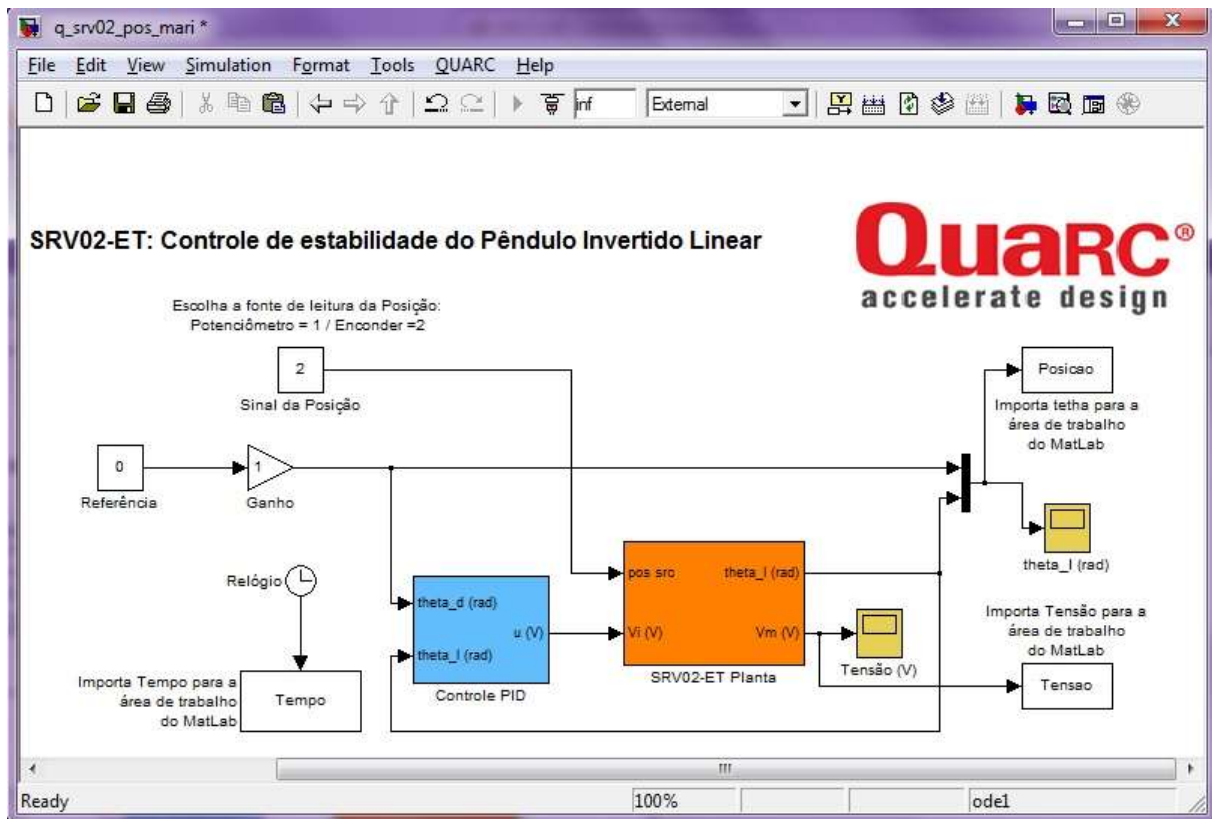 q_srv02_pos_mari *
File Edit View Simulation Format Tools QUARC Help
inf External
SRV02-ET: Controle de estabilidade do Pêndulo Invertido Linear
QUARC®
accelerate design
Escolha a fonte de leitura da Posição:
Potenciômetro = 1 / Enconder =2
2
Sinal da Posição
Posicao
Importa tetha para a
área de trabalho
do MatLab
0
Referência
1
Ganho
theta_l (rad)
Relógio
theta_d (rad)
theta_l (rad)
u (V)
Controle PID
pos src
theta_l (rad)
Vi (V)
Vm (V)
SRV02-ET Planta
Tensão (V)
Importa Tensão para a
área de trabalho
do MatLab
Tensao
Importa Tempo para a
área de trabalho
do MatLab
Tempo
Ready 100% ode1